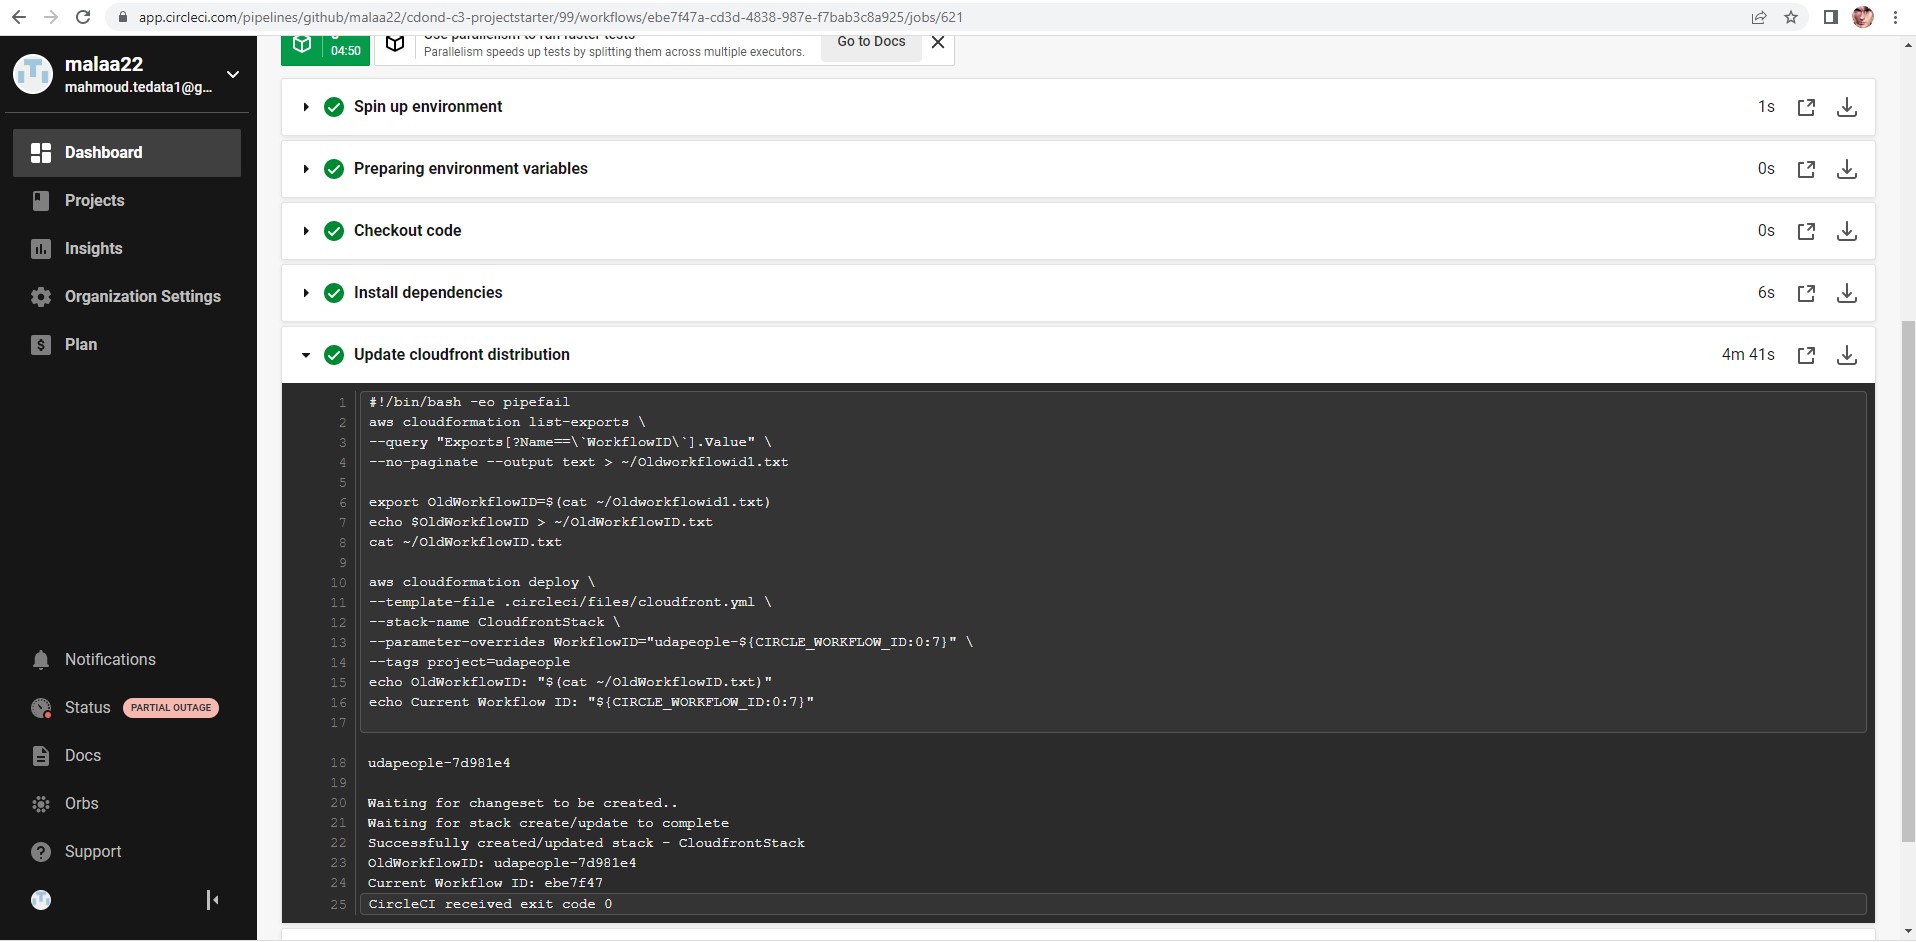 app.circleci.com/pipelines/github/malaa22/cdond-c3-projectstarter/99/workflows/ebe7f47a-cd3d-4838-987e-f7bab3c8a925/jobs/621
malaa22
mahmoud.tedata1@g...
Dashboard
Projects
Insights
Organization Settings
Plan
Notifications
Status PARTIAL OUTAGE
Docs
Orbs
Support
04:50
Use parallelism to run faster tests
Parallelism speeds up tests by splitting them across multiple executors.
Go to Docs
Spin up environment 1s
Preparing environment variables 0s
Checkout code 0s
Install dependencies 6s
Update cloudfront distribution 4m 41s
1 #!/bin/bash -eo pipefail
2 aws cloudformation list-exports \
3 --query "Exports[?Name==\`WorkflowID\`].Value" \
4 --no-paginate --output text > ~/Oldworkflowid1.txt
5
6 export OldWorkflowID=$(cat ~/Oldworkflowid1.txt)
7 echo $OldWorkflowID > ~/OldWorkflowID.txt
8 cat ~/OldWorkflowID.txt
9
10 aws cloudformation deploy \
11 --template-file .circleci/files/cloudfront.yml \
12 --stack-name CloudfrontStack \
13 --parameter-overrides WorkflowID="udapeople-${CIRCLE_WORKFLOW_ID:0:7}" \
14 --tags project=udapeople
15 echo OldWorkflowID: "$(cat ~/OldWorkflowID.txt)"
16 echo Current Workflow ID: "${CIRCLE_WORKFLOW_ID:0:7}"
17
18 udapeople-7d981e4
19
20 Waiting for changeset to be created..
21 Waiting for stack create/update to complete
22 Successfully created/updated stack - CloudfrontStack
23 OldWorkflowID: udapeople-7d981e4
24 Current Workflow ID: ebe7f47
25 CircleCI received exit code 0